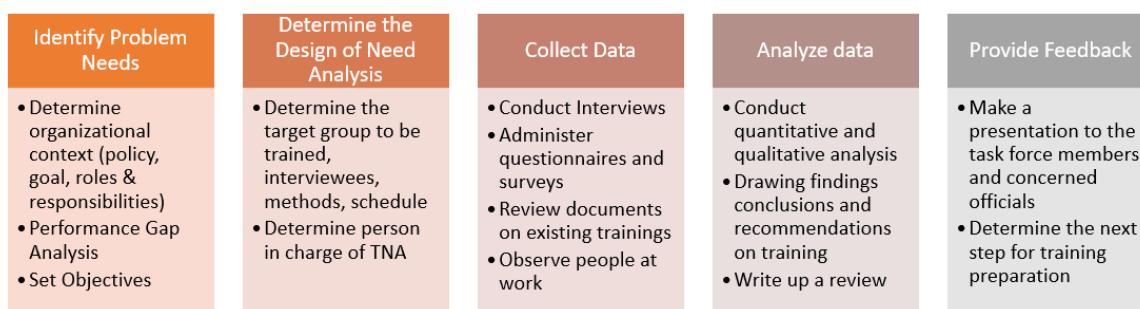 Identify Problem
Needs
• Determine
organizational
context (policy,
goal, roles &
responsibilities)
• Performance Gap
Analysis
• Set Objectives
Determine the
Design of Need
Analysis
• Determine the
target group to be
trained,
interviewees,
methods, schedule
• Determine person
in charge of TNA
Collect Data
• Conduct Interviews
• Administer
questionnaires and
surveys
• Review documents
on existing trainings
• Observe people at
work
Analyze data
• Conduct
quantitative and
qualitative analysis
• Drawing findings
conclusions and
recommendations
on training
• Write up a review
Provide Feedback
• Make a
presentation to the
task force members
and concerned
officials
• Determine the next
step for training
preparation